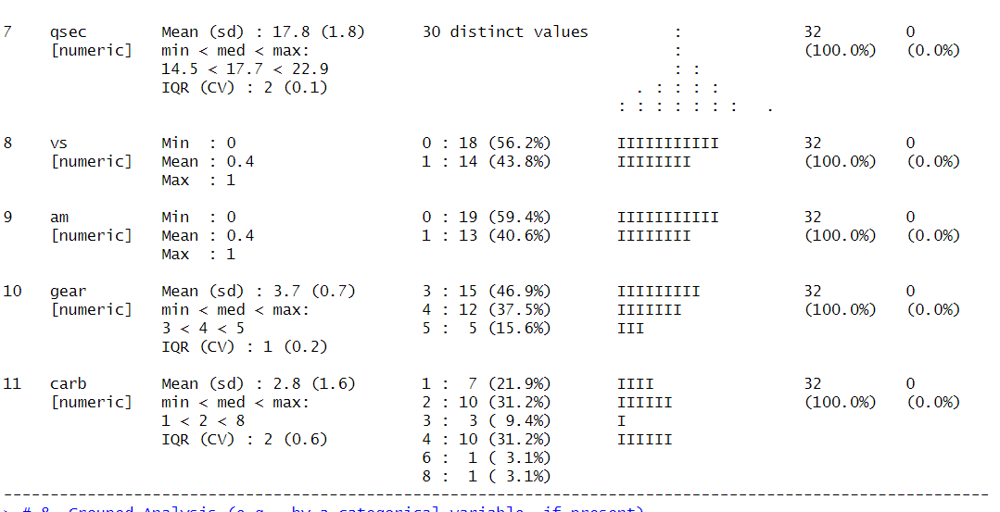 7    qsec        Mean (sd) : 17.8 (1.8)      30 distinct values           :              32         0
     [numeric]   min < med < max:                                         :              (100.0%)   (0.0%)
                 14.5 < 17.7 < 22.9                                       : :
                 IQR (CV) : 2 (0.1)                                   . : : : :
                                                                    : : : : : : :   .
8    vs          Min  : 0                    0 : 18 (56.2%)       IIIIIIIIIII            32         0
     [numeric]   Mean : 0.4                  1 : 14 (43.8%)       IIIIIIII               (100.0%)   (0.0%)
                 Max  : 1
9    am          Min  : 0                    0 : 19 (59.4%)       IIIIIIIIIII            32         0
     [numeric]   Mean : 0.4                  1 : 13 (40.6%)       IIIIIIII               (100.0%)   (0.0%)
                 Max  : 1
10   gear        Mean (sd) : 3.7 (0.7)       3 : 15 (46.9%)       IIIIIIIII              32         0
     [numeric]   min < med < max:            4 : 12 (37.5%)       IIIIIII                (100.0%)   (0.0%)
                 3 < 4 < 5                   5 :  5 (15.6%)       III
                 IQR (CV) : 1 (0.2)
11   carb        Mean (sd) : 2.8 (1.6)       1 :  7 (21.9%)       IIII                   32         0
     [numeric]   min < med < max:            2 : 10 (31.2%)       IIIIII                 (100.0%)   (0.0%)
                 1 < 2 < 8                   3 :  3 ( 9.4%)       I
                 IQR (CV) : 2 (0.6)          4 : 10 (31.2%)       IIIIII
                                             6 :  1 ( 3.1%)
                                             8 :  1 ( 3.1%)
----------------------------------------------------------------------------------------------------------
> # 8. Grouped Analysis (e.g., by a categorical variable, if present)